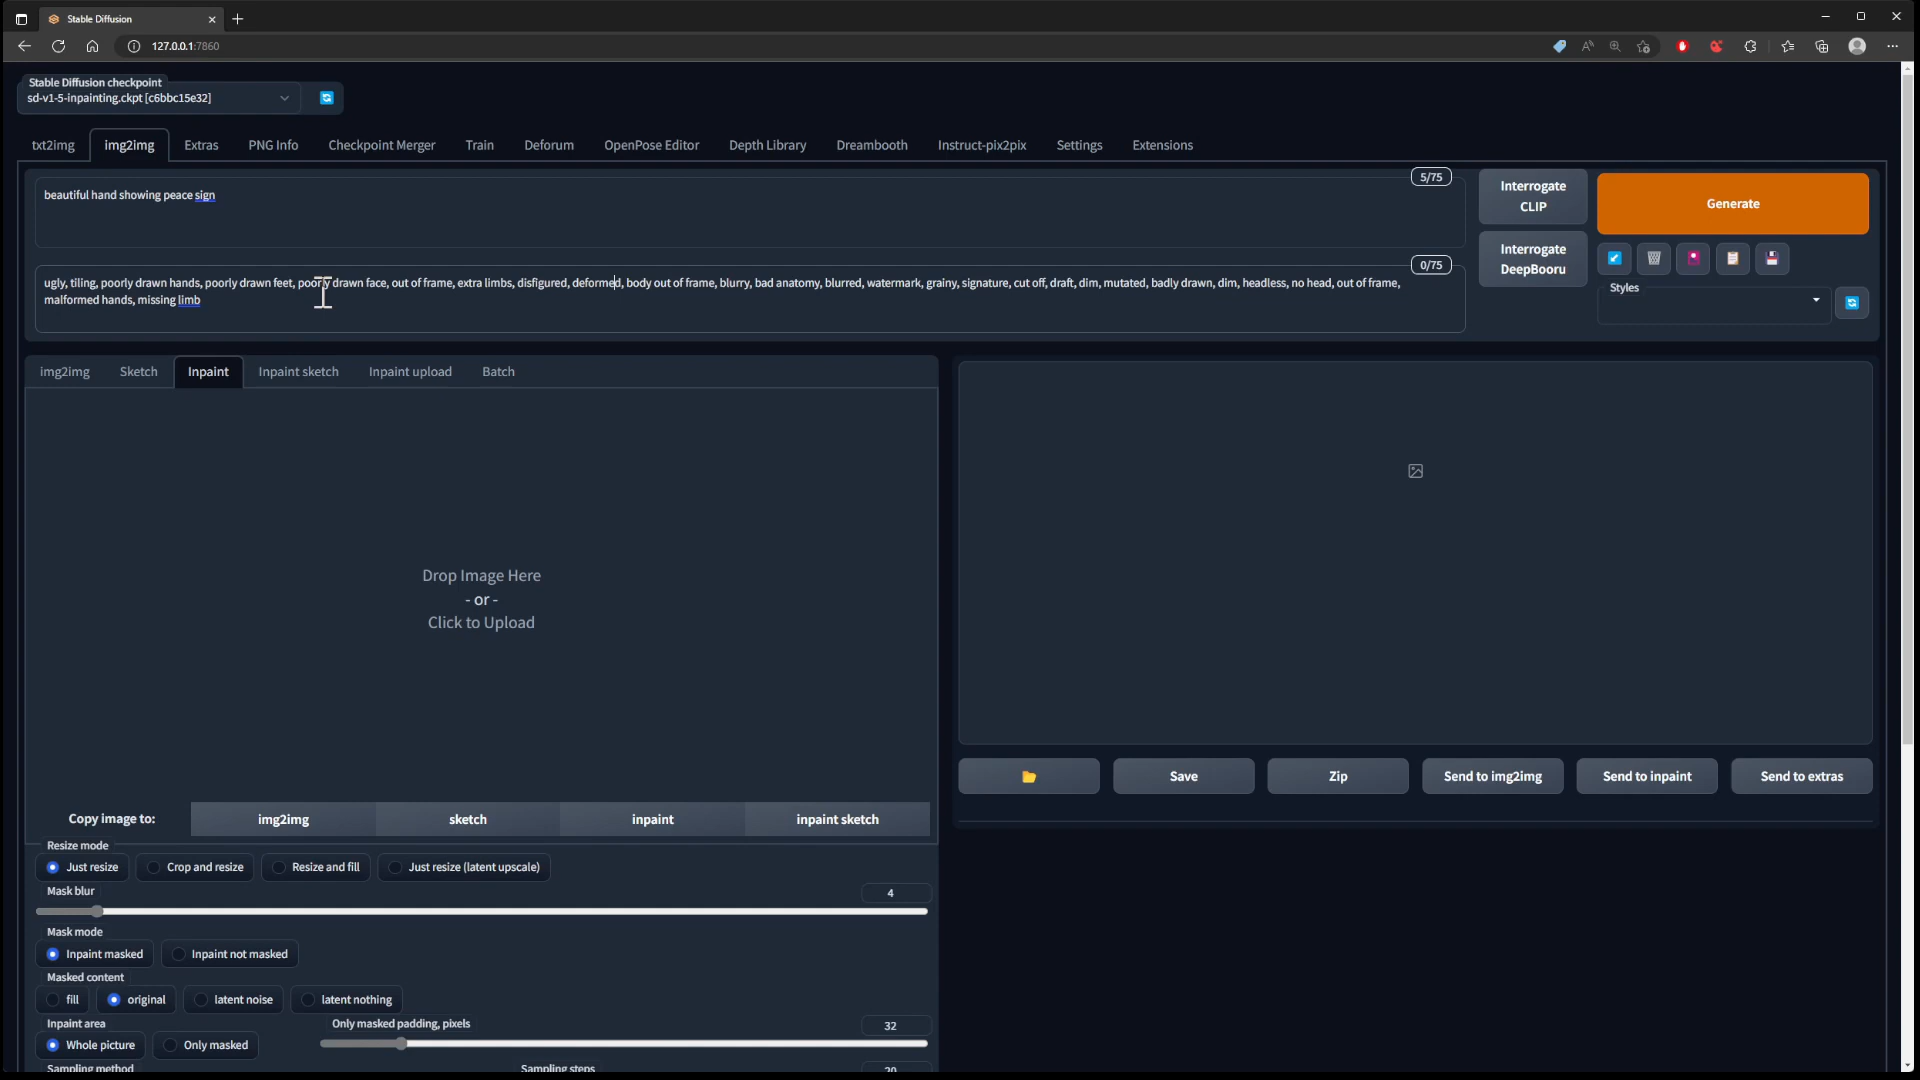 Stable Diffusion
127.0.0.1:7860
Stable Diffusion checkpoint
sd-v1-5-inpainting.ckpt [c6bbc15e32]
txt2img img2img Extras PNG Info Checkpoint Merger Train Deforum OpenPose Editor Depth Library Dreambooth Instruct-pix2pix Settings Extensions
5/75
beautiful hand showing peace sign
Interrogate
CLIP
Generate
0/75
ugly, tiling, poorly drawn hands, poorly drawn feet, poorly drawn face, out of frame, extra limbs, disfigured, deformed, body out of frame, blurry, bad anatomy, blurred, watermark, grainy, signature, cut off, draft, dim, mutated, badly drawn, dim, headless, no head, out of frame,
malformed hands, missing limb
Interrogate
DeepBooru
Styles
img2img Sketch Inpaint Inpaint sketch Inpaint upload Batch
Drop Image Here
- or -
Click to Upload
Copy image to: img2img sketch inpaint inpaint sketch
Save Zip Send to img2img Send to inpaint Send to extras
Resize mode
Just resize Crop and resize Resize and fill Just resize (latent upscale)
Mask blur 4
Mask mode
Inpaint masked Inpaint not masked
Masked content
fill original latent noise latent nothing
Inpaint area Only masked padding, pixels 32
Whole picture Only masked
Sampling method Sampling steps 20